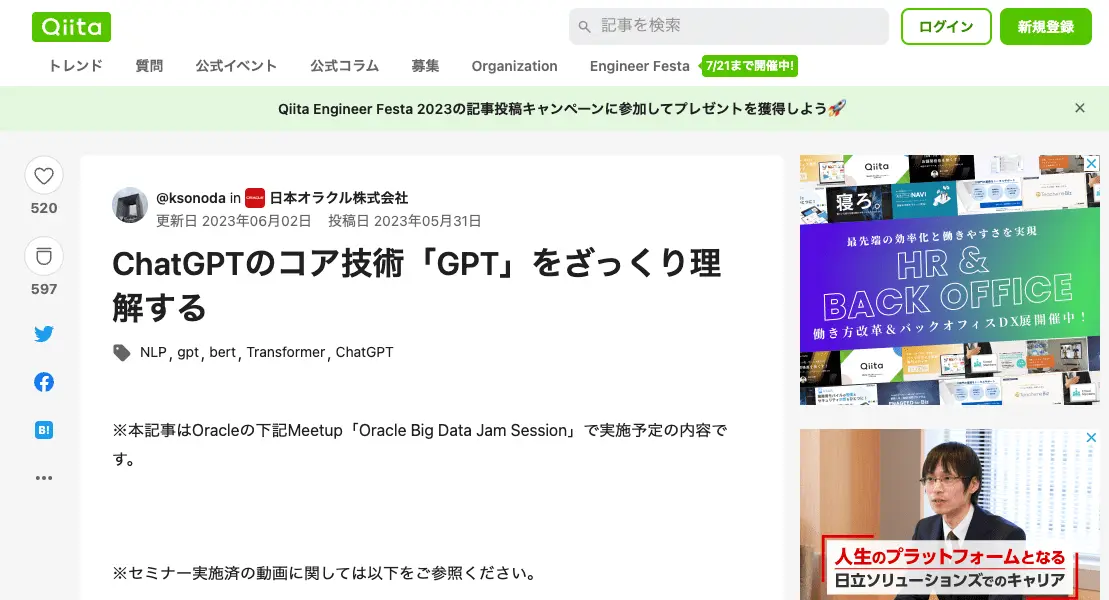 Qiita
記事を検索
ログイン
新規登録
トレンド 質問 公式イベント 公式コラム 募集 Organization Engineer Festa 7/21まで開催中!
Qiita Engineer Festa 2023の記事投稿キャンペーンに参加してプレゼントを獲得しよう🚀
520
597
B!
@ksonoda in 日本オラクル株式会社
更新日 2023年06月02日 投稿日 2023年05月31日
ChatGPTのコア技術「GPT」をざっくり理
解する
NLP, gpt, bert, Transformer, ChatGPT
※本記事はOracleの下記Meetup「Oracle Big Data Jam Session」で実施予定の内容で
す。
※セミナー実施済の動画に関しては以下をご参照ください。
Qiita
寝ろ。
最先端の効率化と働きやすさを実現
HR &
BACK OFFICE
働き方改革&バックオフィスDX展開催中!
Qiita
人生のプラットフォームとなる
日立ソリューションズでのキャリア